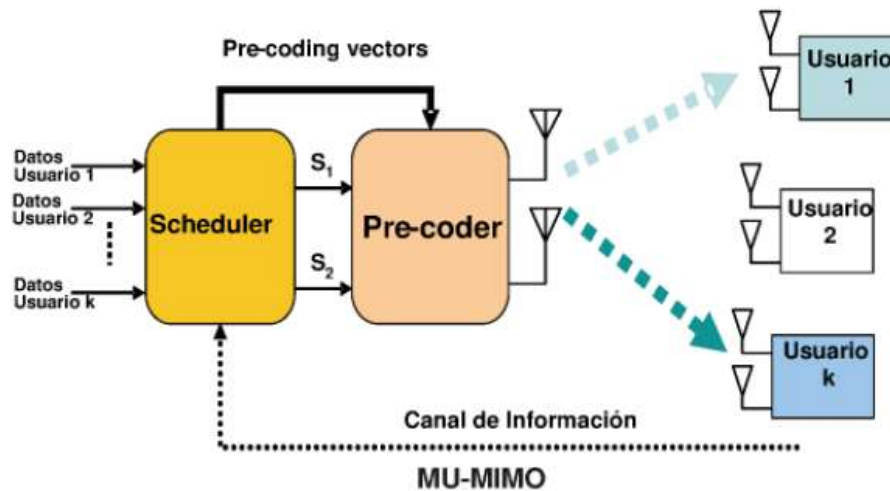 Pre-coding vectors
Datos
Usuario 1
Datos
Usuario 2
Datos
Usuario k
Scheduler
S1
S2
Pre-coder
Usuario
1
Usuario
2
Usuario
k
Canal de Información
MU-MIMO